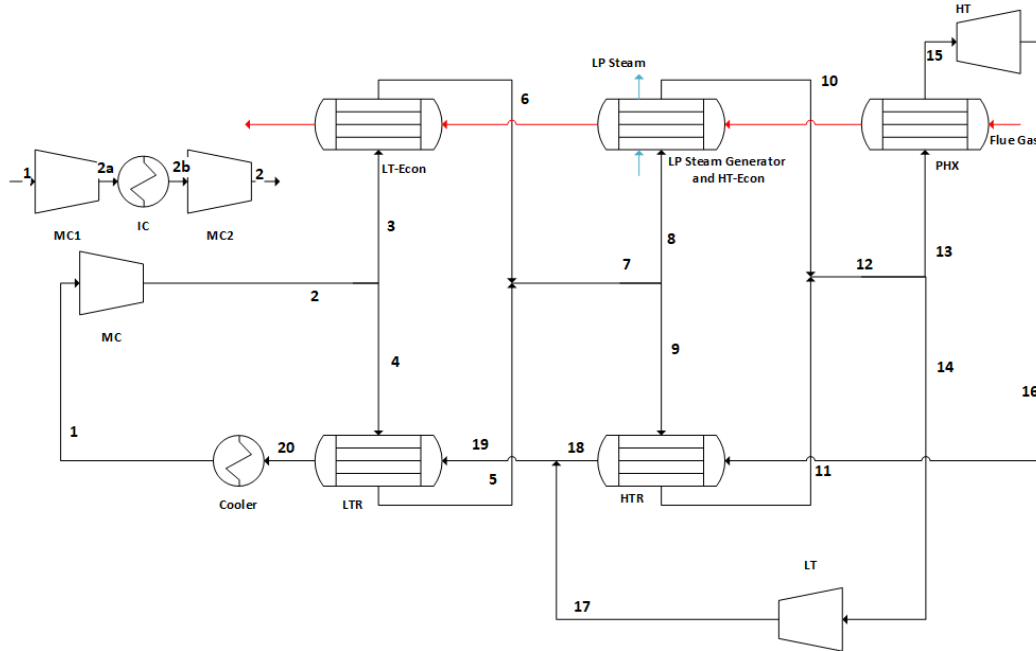 HT
15
LP Steam
10
6
Flue Gas
LT-Econ
LP Steam Generator
and HT-Econ
PHX
1
2a
2b
2
MC1
IC
MC2
3
8
13
7
12
2
MC
4
9
14
16
1
20
19
18
5
11
Cooler
LTR
HTR
LT
17